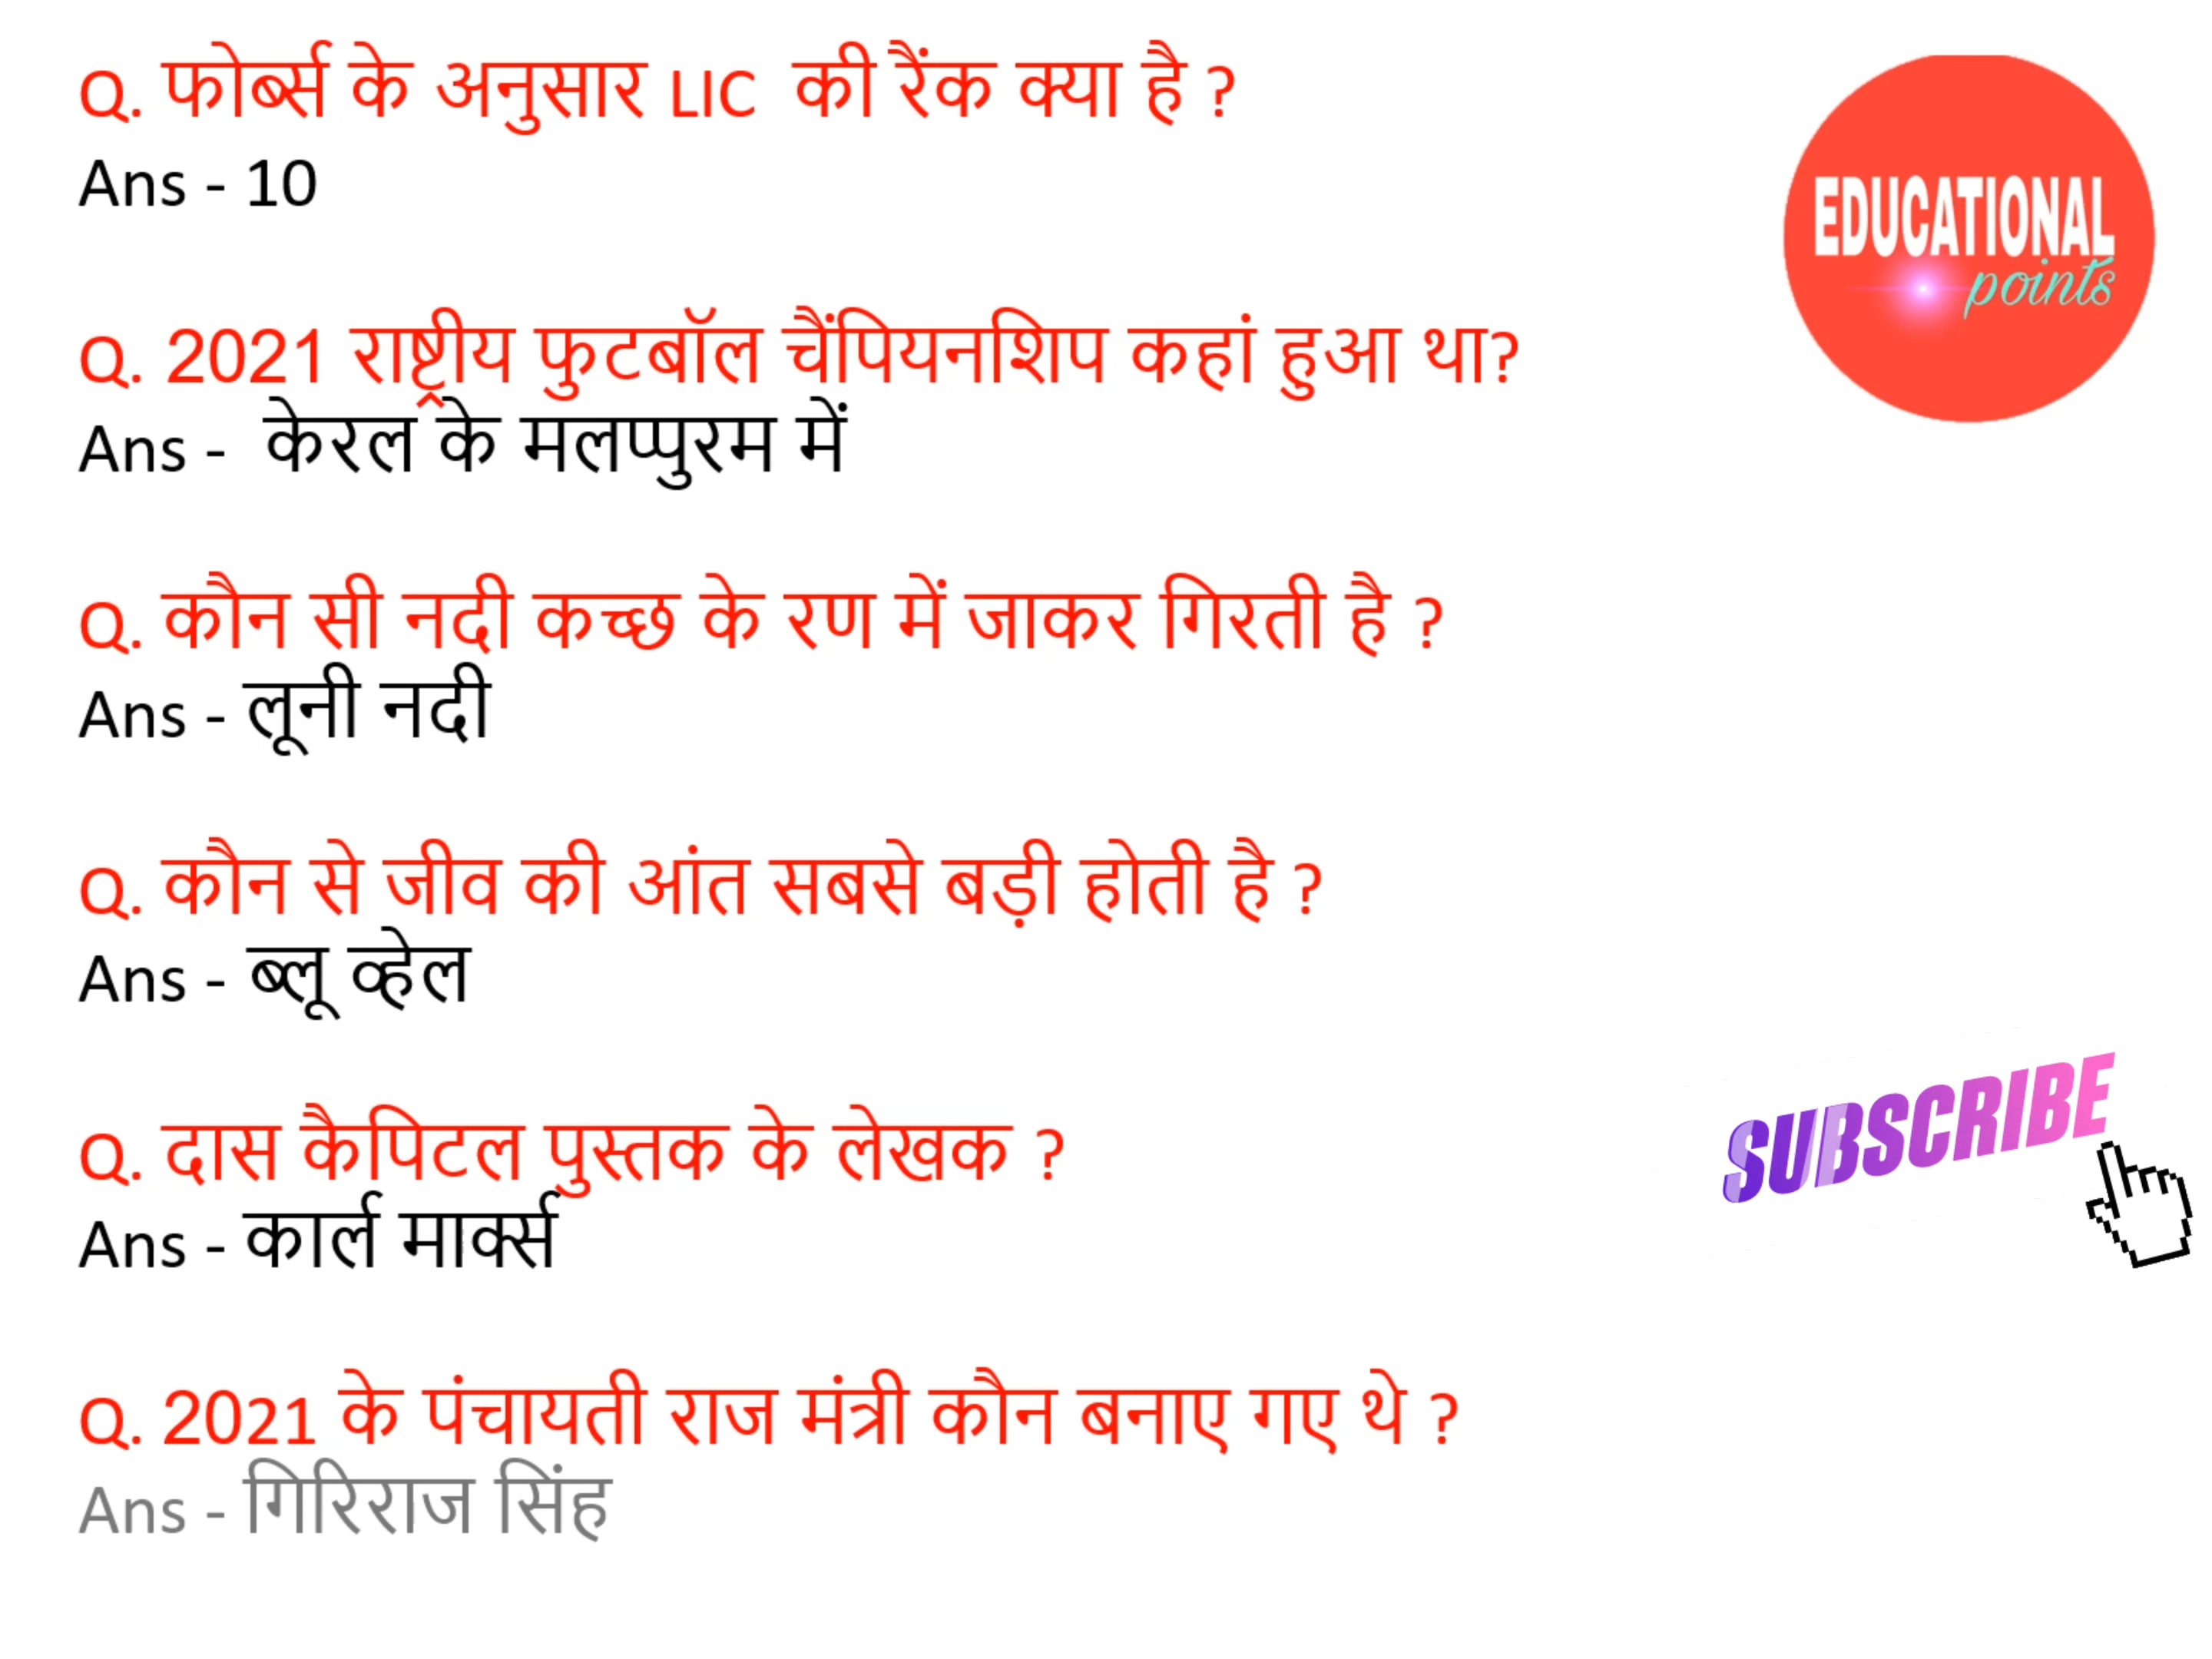 Q. फोर्ब्स के अनुसार LIC की रैंक क्या है ?
Ans - 10
EDUCATIONAL
points
Q. 2021 राष्ट्रीय फुटबॉल चैंपियनशिप कहां हुआ था?
Ans - केरल के मलप्पुरम में
Q. कौन सी नदी कच्छ के रण में जाकर गिरती है ?
Ans - लूनी नदी
Q. कौन से जीव की आंत सबसे बड़ी होती है ?
Ans - ब्लू व्हेल
SUBSCRIBE
Q. दास कैपिटल पुस्तक के लेखक ?
Ans - कार्ल मार्क्स
Q. 2021 के पंचायती राज मंत्री कौन बनाए गए थे ?
Ans - गिरिराज सिंह